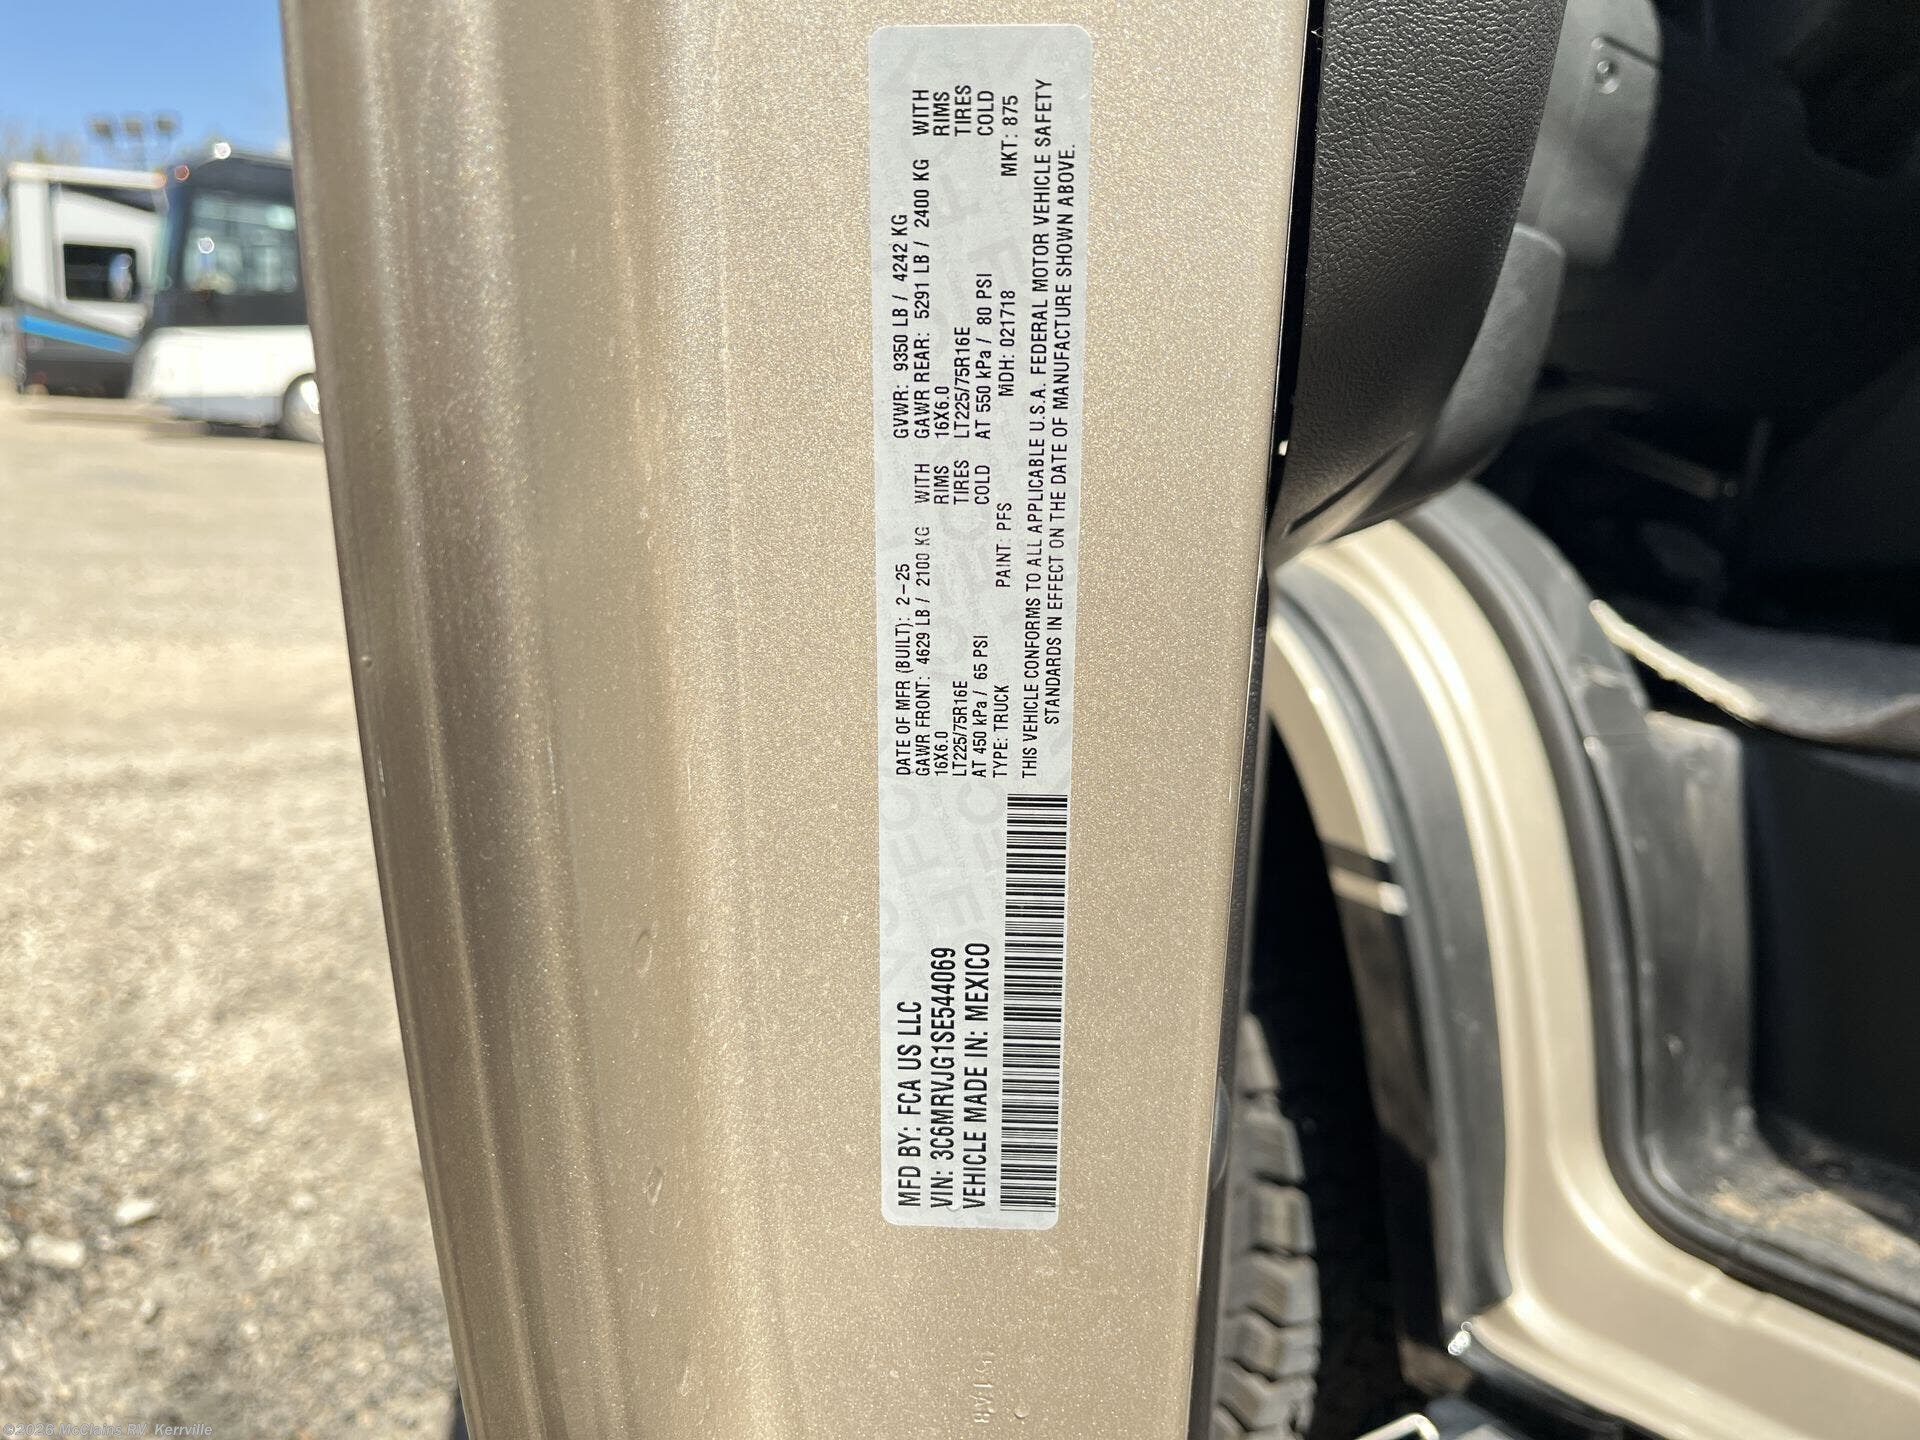 MFD BY: FCA US LLC
VIN: 3C6MRVJG1SE544069
VEHICLE MADE IN: MEXICO
DATE OF MFR (BUILT): 2-25 GVWR: 9350 LB / 4242 KG
GAWR FRONT: 4629 LB / 2100 KG WITH GAWR REAR: 5291 LB / 2400 KG WITH
16X6.0 RIMS 16X6.0 RIMS
LT225/75R16E TIRES LT225/75R16E TIRES
AT 450 kPa / 65 PSI COLD AT 550 kPa / 80 PSI COLD
TYPE: TRUCK PAINT: PFS MDH: 021718 MKT: 875
THIS VEHICLE CONFORMS TO ALL APPLICABLE U.S.A. FEDERAL MOTOR VEHICLE SAFETY
STANDARDS IN EFFECT ON THE DATE OF MANUFACTURE SHOWN ABOVE.
©2026 McClains RV Kerrville